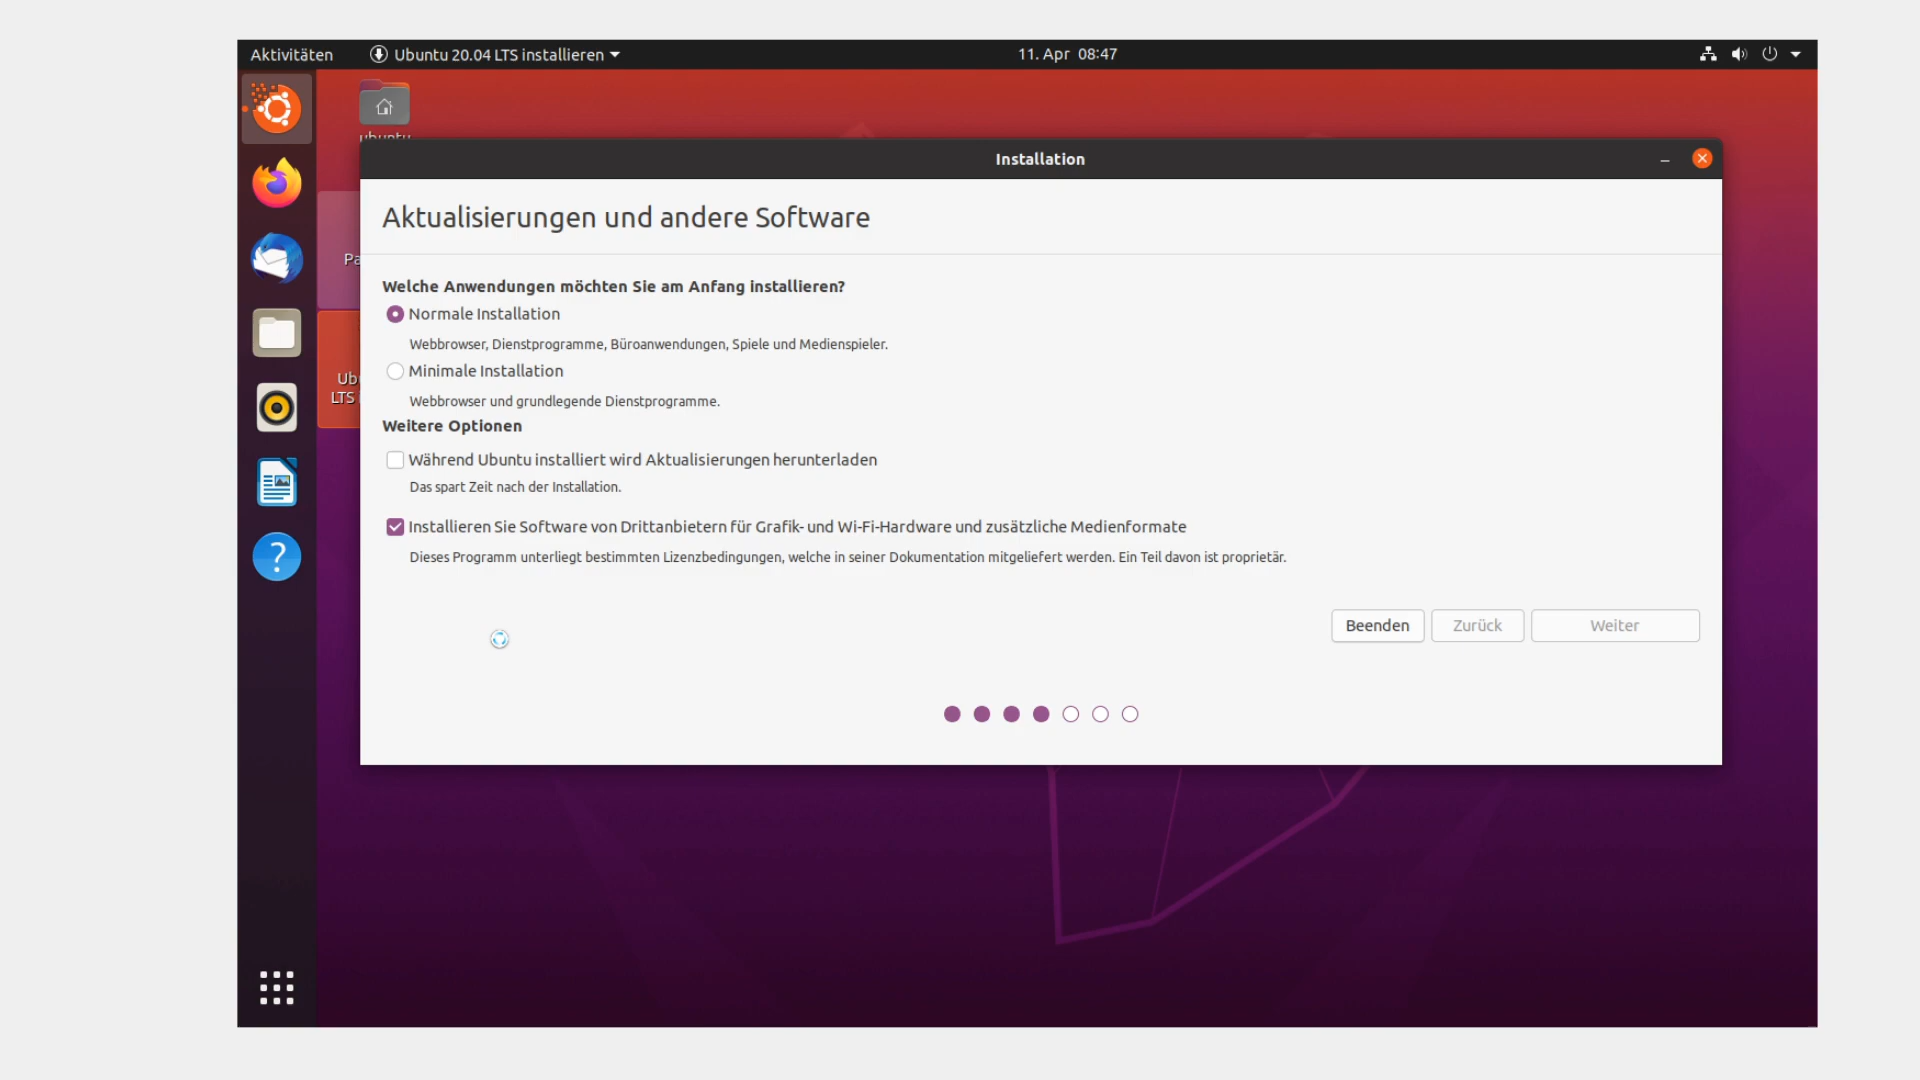 Aktivitäten
Ubuntu 20.04 LTS installieren
11. Apr 08:47
ubuntu
Installation
Aktualisierungen und andere Software
Welche Anwendungen möchten Sie am Anfang installieren?
Normale Installation
Webbrowser, Dienstprogramme, Büroanwendungen, Spiele und Medienspieler.
Minimale Installation
Webbrowser und grundlegende Dienstprogramme.
Weitere Optionen
Während Ubuntu installiert wird Aktualisierungen herunterladen
Das spart Zeit nach der Installation.
Installieren Sie Software von Drittanbietern für Grafik- und Wi-Fi-Hardware und zusätzliche Medienformate
Dieses Programm unterliegt bestimmten Lizenzbedingungen, welche in seiner Dokumentation mitgeliefert werden. Ein Teil davon ist proprietär.
Beenden
Zurück
Weiter
Pa
Ub
LTS